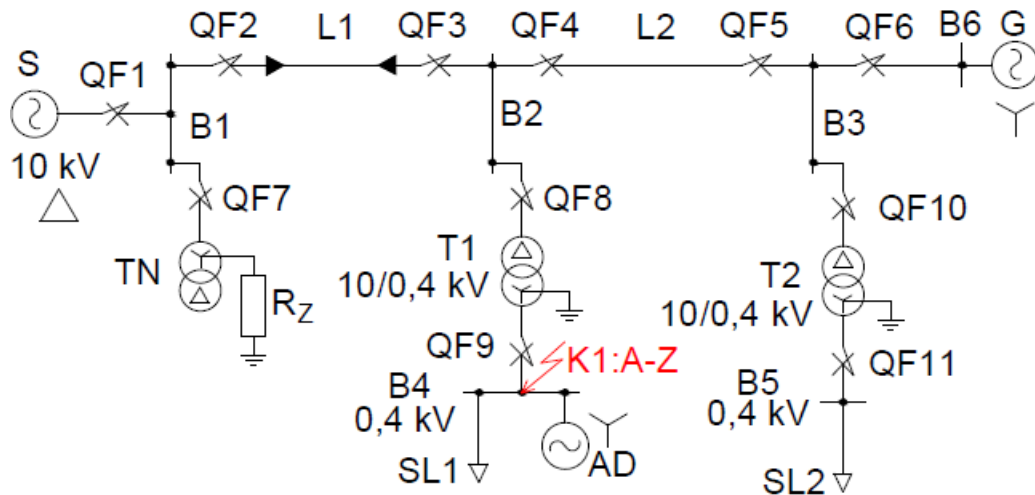 QF2 L1 QF3 QF4 L2 QF5 QF6 B6 G
S QF1
B1 B2 B3
10 kV
QF7 QF8 QF10
TN T1 T2
10/0,4 kV 10/0,4 kV
RZ
QF9 K1:A-Z QF11
B4 B5
0,4 kV 0,4 kV
SL1 AD SL2